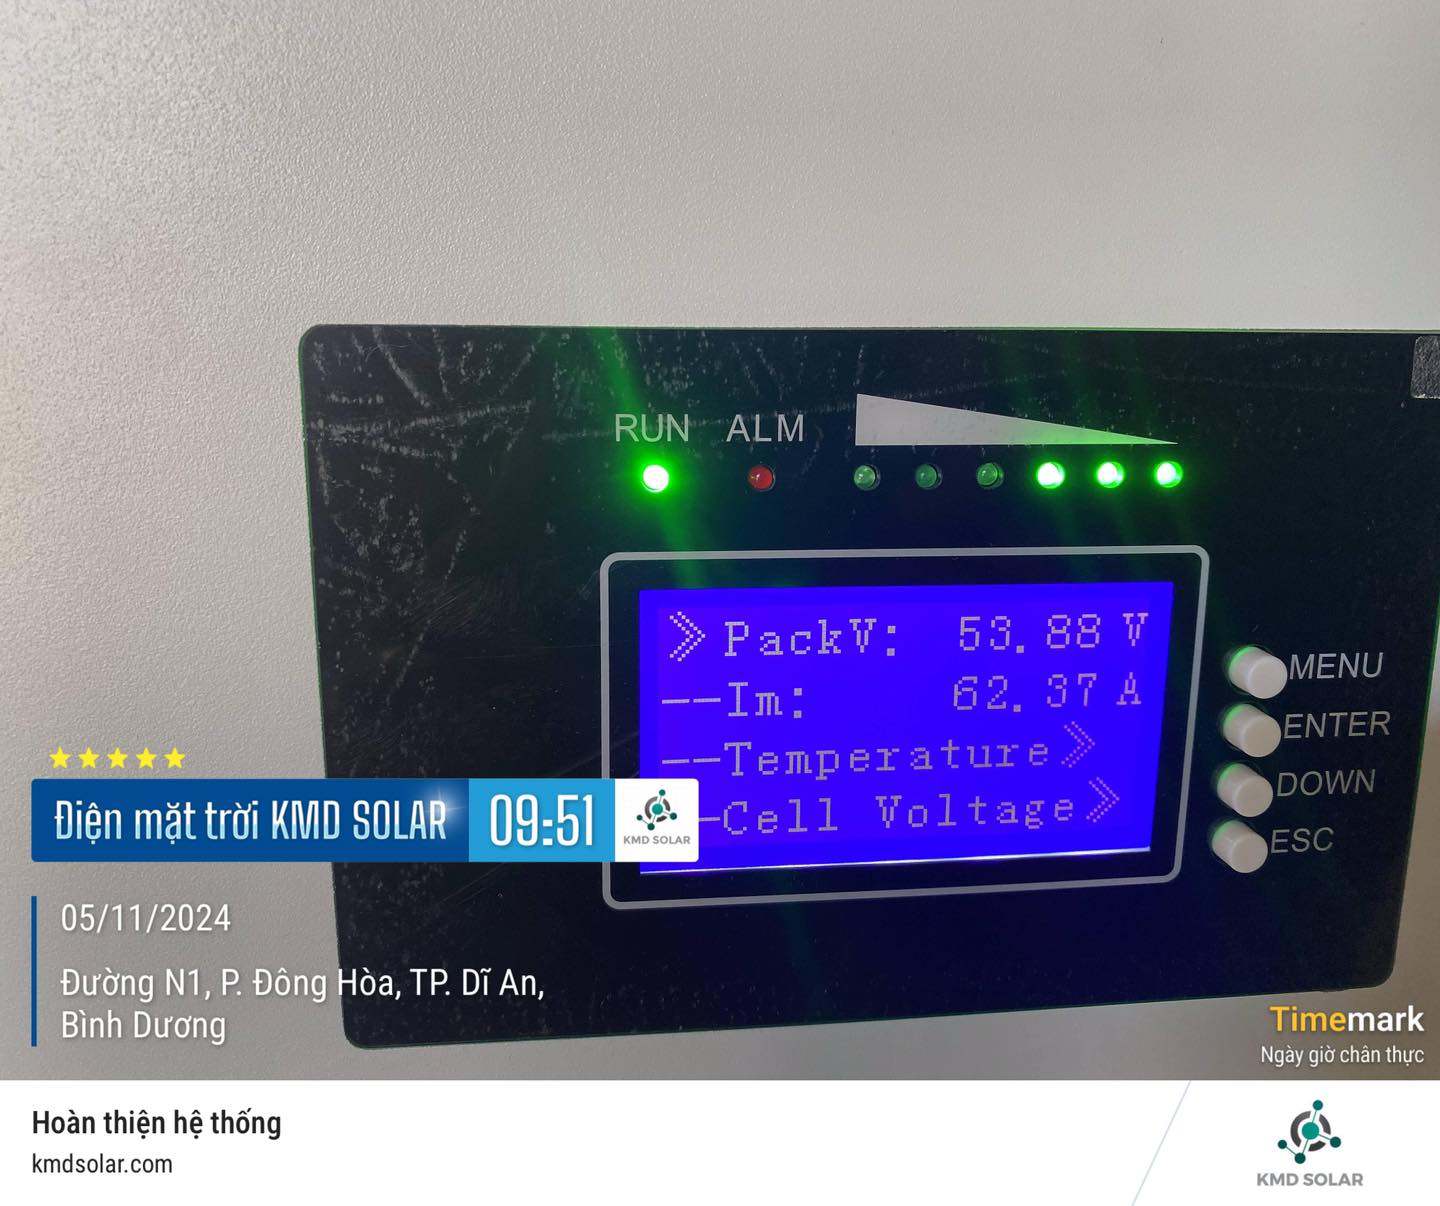 RUN ALM
» PackV: 53.88 V
--Im: 62.37 A
--Temperature»
-Cell Voltage»
MENU
ENTER
DOWN
ESC
Điện mặt trời KMD SOLAR 09:51 KMD SOLAR
05/11/2024
Đường N1, P. Đông Hòa, TP. Dĩ An,
Bình Dương
Timemark
Ngày giờ chân thực
Hoàn thiện hệ thống
kmdsolar.com
KMD SOLAR